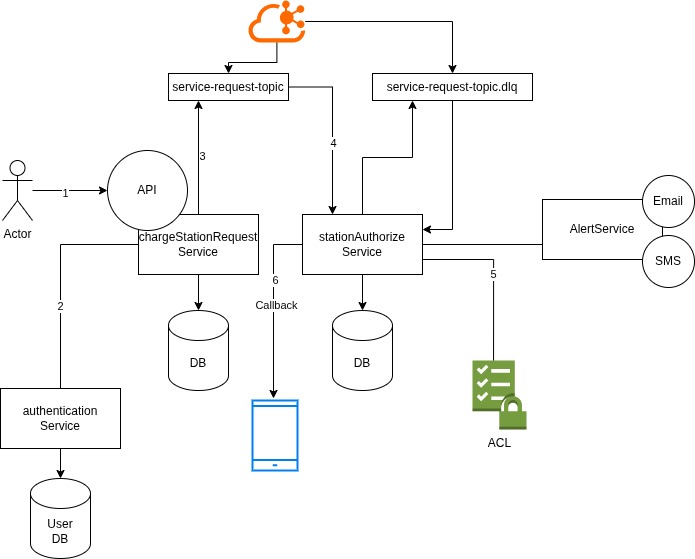 service-request-topic
service-request-topic.dlq
3
4
1
API
Actor
Email
chargeStationRequest
Service
stationAuthorize
Service
AlertService
SMS
2
6
5
Callback
DB
DB
authentication
Service
ACL
User
DB